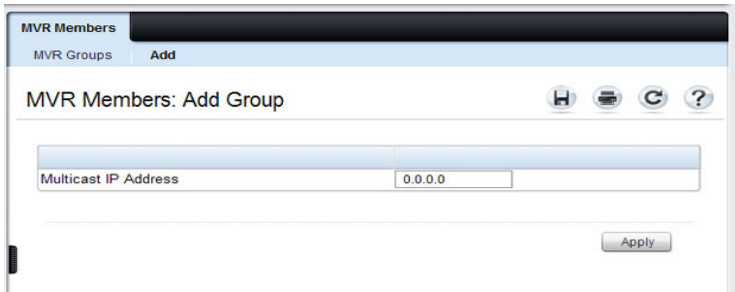 MVR Members
MVR Groups Add
MVR Members: Add Group
?
Multicast IP Address 0.0.0.0
Apply